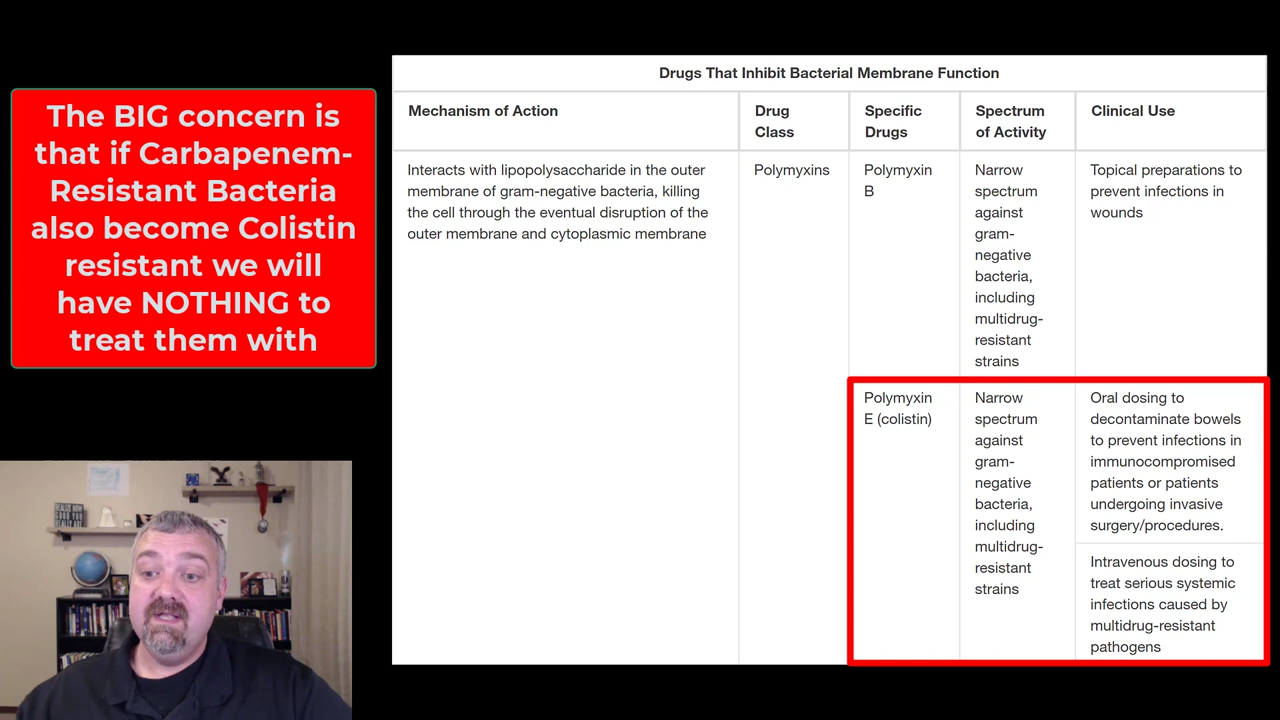 The BIG concern is
that if Carbapenem-
Resistant Bacteria
also become Colistin
resistant we will
have NOTHING to
treat them with
Drugs That Inhibit Bacterial Membrane Function
Mechanism of Action
Drug
Class
Specific
Drugs
Spectrum
of Activity
Clinical Use
Interacts with lipopolysaccharide in the outer
membrane of gram-negative bacteria, killing
the cell through the eventual disruption of the
outer membrane and cytoplasmic membrane
Polymyxins
Polymyxin
B
Narrow
spectrum
against
gram-
negative
bacteria,
including
multidrug-
resistant
strains
Topical preparations to
prevent infections in
wounds
Polymyxin
E (colistin)
Narrow
spectrum
against
gram-
negative
bacteria,
including
multidrug-
resistant
strains
Oral dosing to
decontaminate bowels
to prevent infections in
immunocompromised
patients or patients
undergoing invasive
surgery/procedures.
Intravenous dosing to
treat serious systemic
infections caused by
multidrug-resistant
pathogens